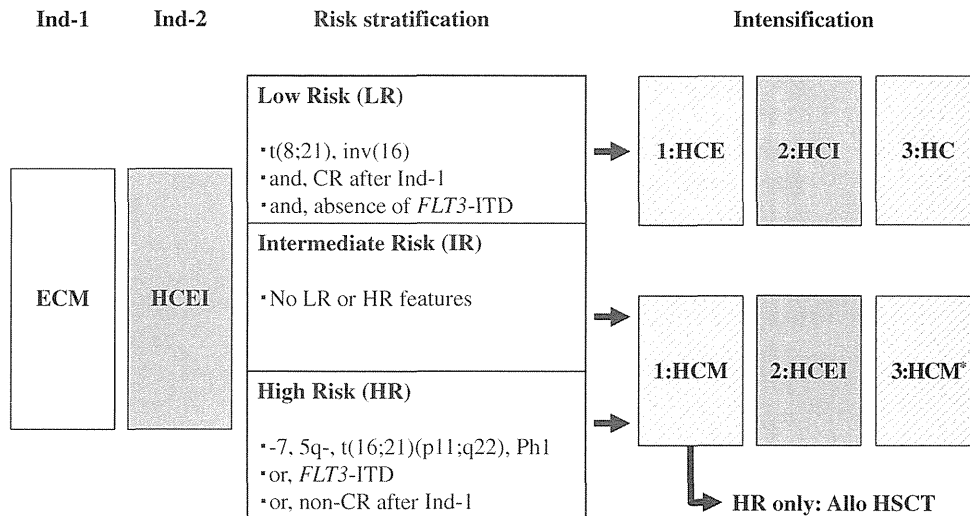 Ind-1 Ind-2 Risk stratification Intensification
Low Risk (LR)
▪t(8;21), inv(16)
▪and, CR after Ind-1
▪and, absence of FLT3-ITD
1:HCE 2:HCI 3:HC
Intermediate Risk (IR)
▪No LR or HR features
ECM HCEI
High Risk (HR)
▪-7, 5q-, t(16;21)(p11;q22), Ph1
▪or, FLT3-ITD
▪or, non-CR after Ind-1
1:HCM 2:HCEI 3:HCM*
HR only: Allo HSCT